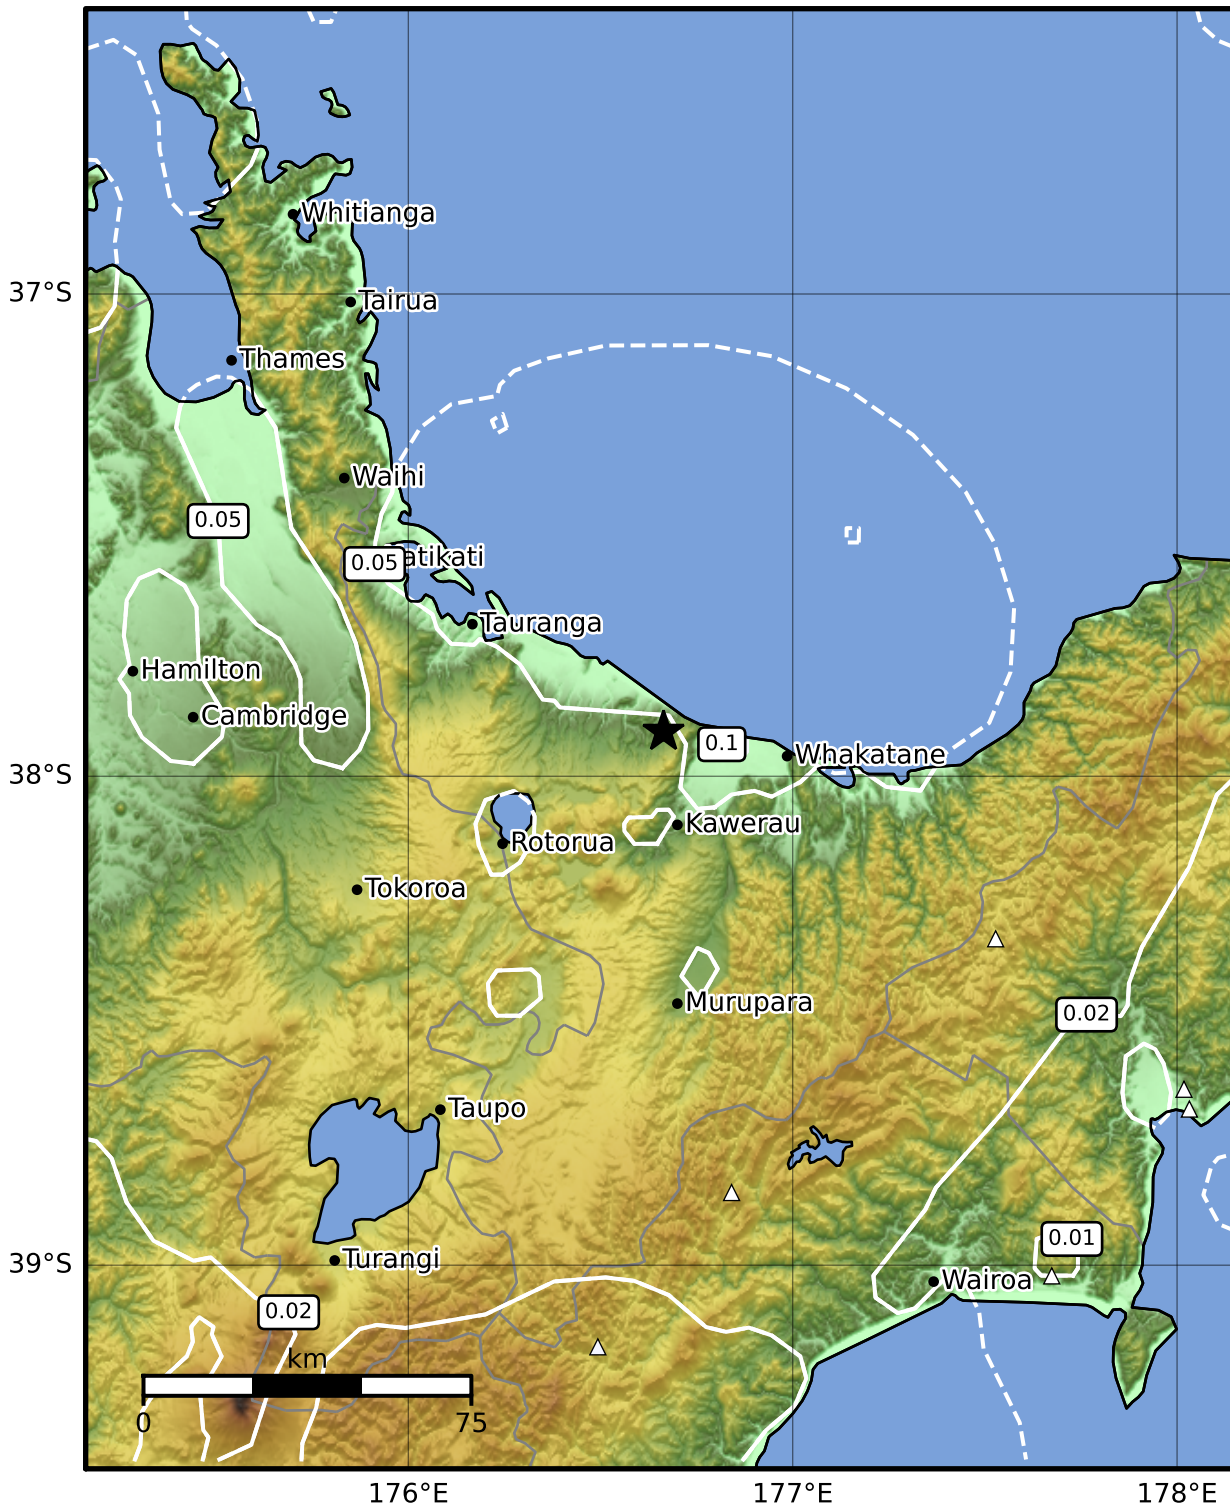 Whitianga
37°S
Tairua
Thames
Waihi
0.05
0.05
atikati
Tauranga
Hamilton
Cambridge
0.1
Whakatane
38°S
Kawerau
Rotorua
Tokoroa
Murupara
0.02
Taupo
0.01
39°S
Turangi
Wairoa
0.02
km
0
75
176°E
177°E
178°E